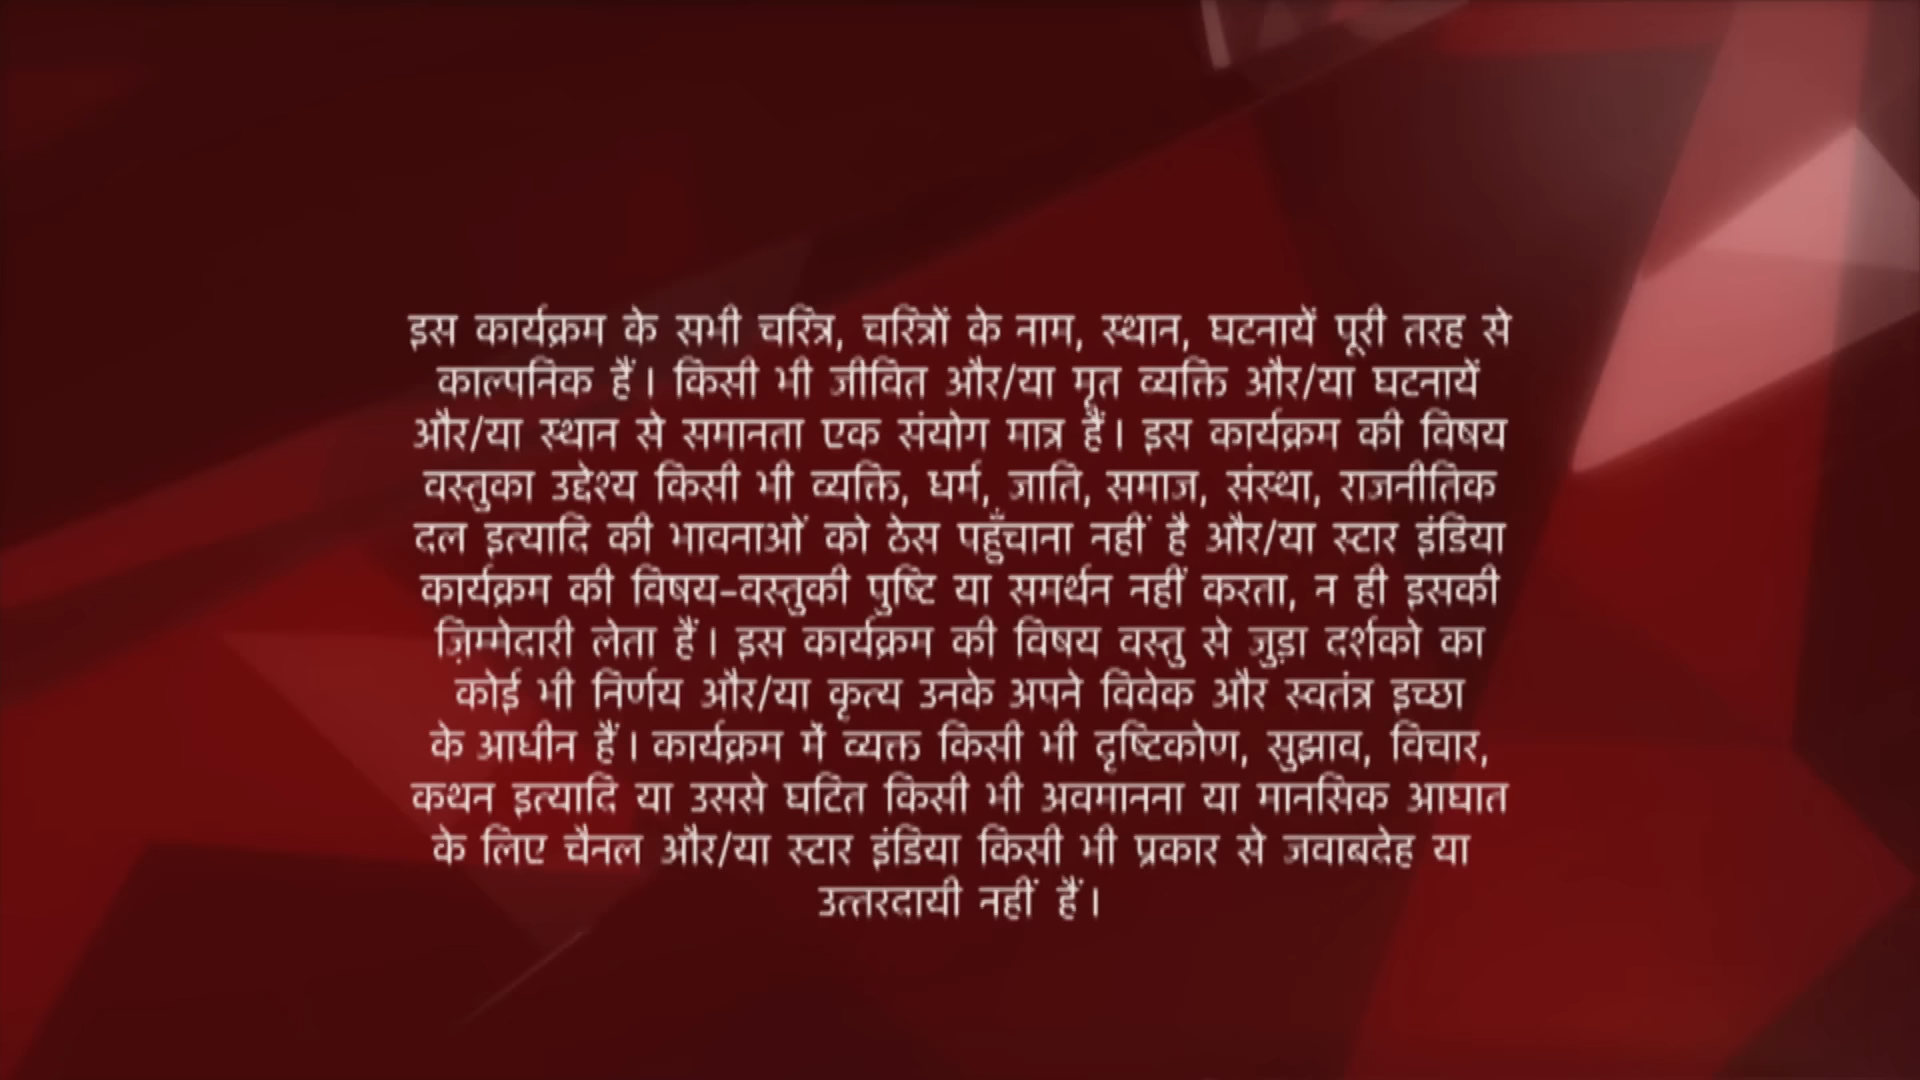 इस कार्यक्रम के सभी चरित्र, चरित्रों के नाम, स्थान, घटनायें पूरी तरह से
काल्पनिक हैं। किसी भी जीवित और/या मृत व्यक्ति और/या घटनायें
और/या स्थान से समानता एक संयोग मात्र हैं। इस कार्यक्रम की विषय
वस्तुका उद्देश्य किसी भी व्यक्ति, धर्म, जाति, समाज, संस्था, राजनीतिक
दल इत्यादि की भावनाओं को ठेस पहुँचाना नहीं है और/या स्टार इंडिया
कार्यक्रम की विषय-वस्तुकी पुष्टि या समर्थन नहीं करता, न ही इसकी
ज़िम्मेदारी लेता हैं। इस कार्यक्रम की विषय वस्तु से जुड़ा दर्शको का
कोई भी निर्णय और/या कृत्य उनके अपने विवेक और स्वतंत्र इच्छा
के आधीन हैं। कार्यक्रम में व्यक्त किसी भी दृष्टिकोण, सुझाव, विचार,
कथन इत्यादि या उससे घटित किसी भी अवमानना या मानसिक आघात
के लिए चैनल और/या स्टार इंडिया किसी भी प्रकार से जवाबदेह या
उत्तरदायी नहीं हैं।